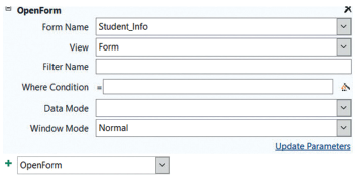 OpenForm
Form Name Student_Info
View Form
Filter Name
Where Condition =
Data Mode
Window Mode Normal
Update Parameters
OpenForm